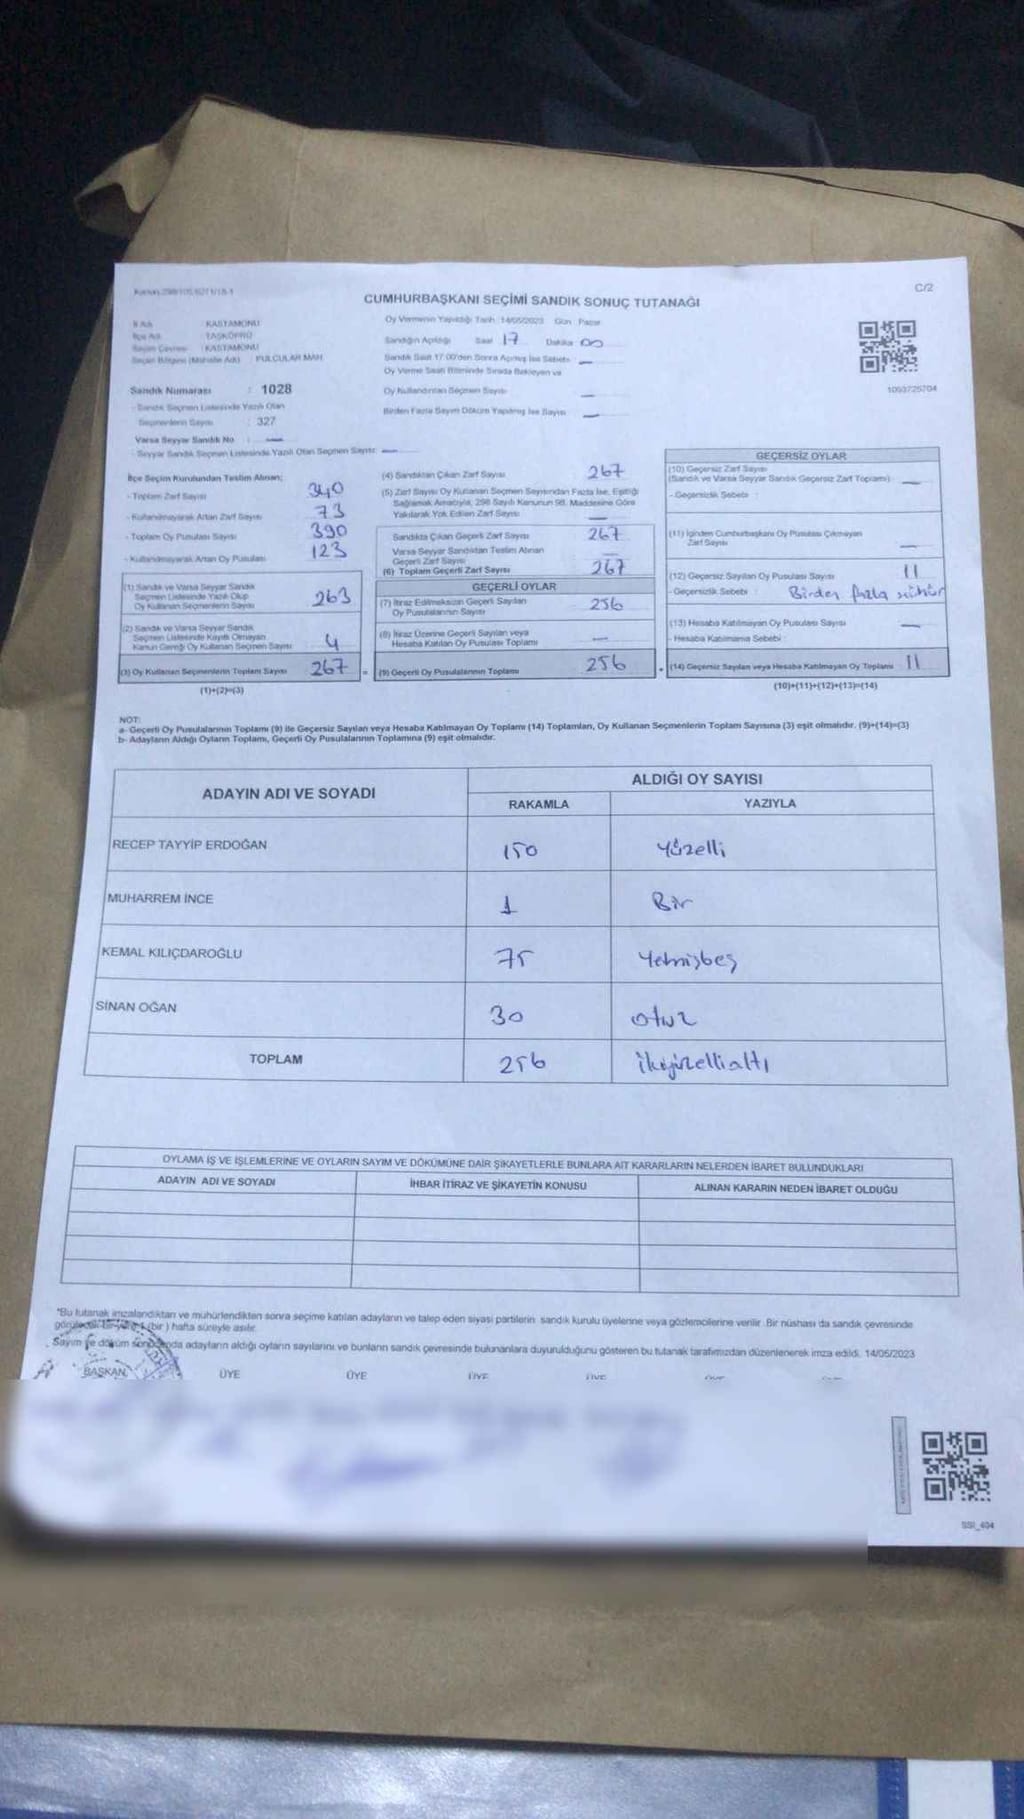 C/2
CUMHURBAŞKANI SEÇİMİ SANDIK SONUÇ TUTANAĞI
İl Adı KASTAMONU
İlçe Adı TAŞKÖPRÜ
Seçim Çevresi : KASTAMONU
Seçim Bölgesi (Mahalle Adı) PULCULAR MAH.
Sandık Numarası : 1028
- Sandık Seçmen Listesinde Yazılı Olan
Seçmenlerin Sayısı : 327
Varsa Seyyar Sandık No : —
- Seyyar Sandık Seçmen Listesinde Yazılı Olan Seçmen Sayısı: —
Oy Vermenin Yapıldığı Tarih :14/05/2023 Gün : Pazar
Sandığın Açıldığı Saat 17 Dakika 00
Sandık Saat 17:00'den Sonra Açılmış İse Sebebi : —
Oy Verme Saati Bitiminde Sırada Bekleyen ve
Oy Kullandırılan Seçmen Sayısı —
Birden Fazla Sayım Döküm Yapılmış İse Sayısı —
1093725704
İlçe Seçim Kurulundan Teslim Alınan;
- Toplam Zarf Sayısı 340
- Kullanılmayarak Artan Zarf Sayısı 73
- Toplam Oy Pusulası Sayısı 390
- Kullanılmayarak Artan Oy Pusulası 123
(1) Sandık ve Varsa Seyyar Sandık
Seçmen Listesinde Yazılı Olup
Oy Kullanan Seçmenlerin Sayısı 263
(2) Sandık ve Varsa Seyyar Sandık
Seçmen Listesinde Kayıtlı Olmayan
Kanun Gereği Oy Kullanan Seçmen Sayısı 4
(3) Oy Kullanan Seçmenlerin Toplam Sayısı 267 =
(1)+(2)=(3)
(4) Sandıktan Çıkan Zarf Sayısı 267
(5) Zarf Sayısı Oy Kullanan Seçmen Sayısından Fazla İse, Eşitliği
Sağlamak Amacıyla, 298 Sayılı Kanunun 98. Maddesine Göre
Yakılarak Yok Edilen Zarf Sayısı —
Sandıkta Çıkan Geçerli Zarf Sayısı 267
Varsa Seyyar Sandıktan Teslim Alınan
Geçerli Zarf Sayısı —
(6) Toplam Geçerli Zarf Sayısı 267
GEÇERLİ OYLAR
(7) İtiraz Edilmeksizin Geçerli Sayılan
Oy Pusulalarının Sayısı 256
(8) İtiraz Üzerine Geçerli Sayılan veya
Hesaba Katılan Oy Pusulası Toplamı —
(9) Geçerli Oy Pusulalarının Toplamı 256 +
GEÇERSİZ OYLAR
(10) Geçersiz Zarf Sayısı
(Sandık ve Varsa Seyyar Sandık Geçersiz Zarf Toplamı) —
- Geçersizlik Sebebi :
(11) İçinden Cumhurbaşkanı Oy Pusulası Çıkmayan
Zarf Sayısı —
(12) Geçersiz Sayılan Oy Pusulası Sayısı 11
- Geçersizlik Sebebi : Birden fazla mühür
(13) Hesaba Katılmayan Oy Pusulası Sayısı —
- Hesaba Katılmama Sebebi :
(14) Geçersiz Sayılan veya Hesaba Katılmayan Oy Toplamı 11
(10)+(11)+(12)+(13)=(14)
NOT:
a- Geçerli Oy Pusulalarının Toplamı (9) ile Geçersiz Sayılan veya Hesaba Katılmayan Oy Toplamı (14) Toplamları, Oy Kullanan Seçmenlerin Toplam Sayısına (3) eşit olmalıdır. (9)+(14)=(3)
b- Adayların Aldığı Oyların Toplamı, Geçerli Oy Pusulalarının Toplamına (9) eşit olmalıdır.
ADAYIN ADI VE SOYADI
ALDIĞI OY SAYISI
RAKAMLA YAZIYLA
RECEP TAYYİP ERDOĞAN 150 Yüzelli
MUHARREM İNCE 1 Bir
KEMAL KILIÇDAROĞLU 75 Yetmişbeş
SİNAN OĞAN 30 otuz
TOPLAM 256 ikiyüzellialtı
OYLAMA İŞ VE İŞLEMLERİNE VE OYLARIN SAYIM VE DÖKÜMÜNE DAİR ŞİKAYETLERLE BUNLARA AİT KARARLARIN NELERDEN İBARET BULUNDUKLARI
ADAYIN ADI VE SOYADI İHBAR İTİRAZ VE ŞİKAYETİN KONUSU ALINAN KARARIN NEDEN İBARET OLDUĞU
*Bu tutanak imzalandıktan ve mühürlendikten sonra seçime katılan adayların ve talep eden siyasi partilerin sandık kurulu üyelerine veya gözlemcilerine verilir. Bir nüshası da sandık çevresinde
görülecek bir yere 1 (bir ) hafta süreyle asılır.
Sayım ve döküm sonucunda adayların aldığı oyların sayılarını ve bunların sandık çevresinde bulunanlara duyurulduğunu gösteren bu tutanak tarafımızdan düzenlenerek imza edildi. 14/05/2023
BAŞKAN ÜYE ÜYE ÜYE ÜYE
SSI_404